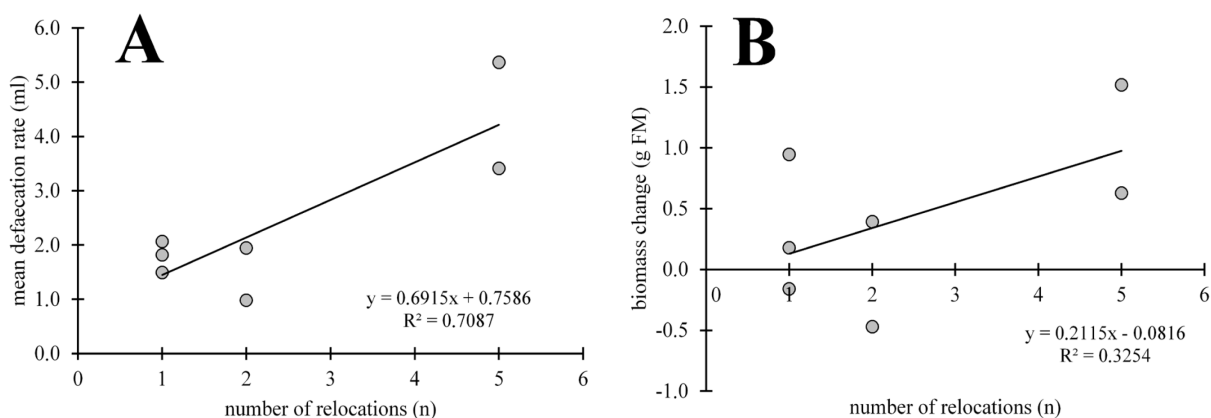 A
mean defaecation rate (ml)
6.0
5.0
4.0
3.0
2.0
1.0
0.0
0 1 2 3 4 5 6
y = 0.6915x + 0.7586
R² = 0.7087
number of relocations (n)
B
biomass change (g FM)
2.0
1.5
1.0
0.5
0.0
-0.5
-1.0
0 1 2 3 4 5 6
y = 0.2115x - 0.0816
R² = 0.3254
number of relocations (n)